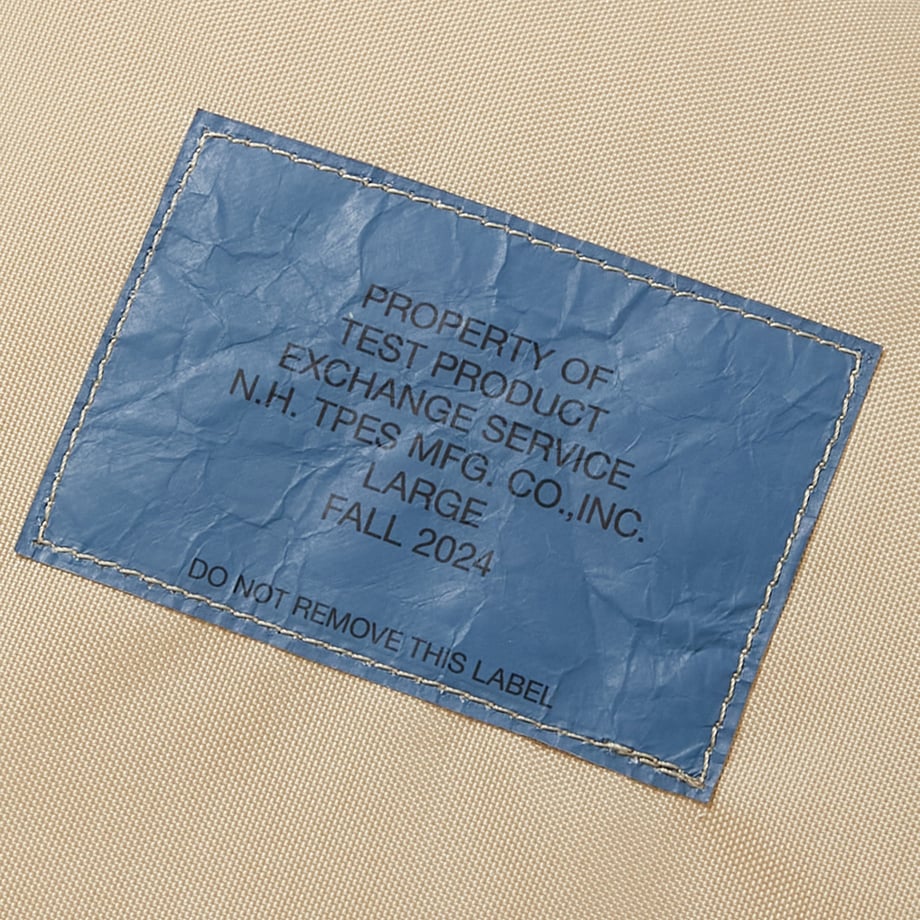 PROPERTY OF
TEST PRODUCT
EXCHANGE SERVICE
N.H. TPES MFG. CO.,INC.
LARGE
FALL 2024
DO NOT REMOVE THIS LABEL